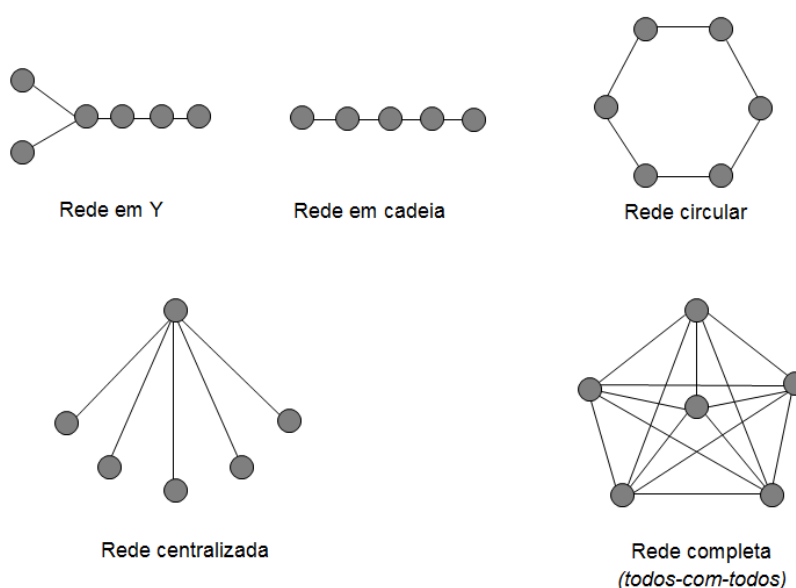 Rede em Y
Rede em cadeia
Rede circular
Rede centralizada
Rede completa
(todos-com-todos)